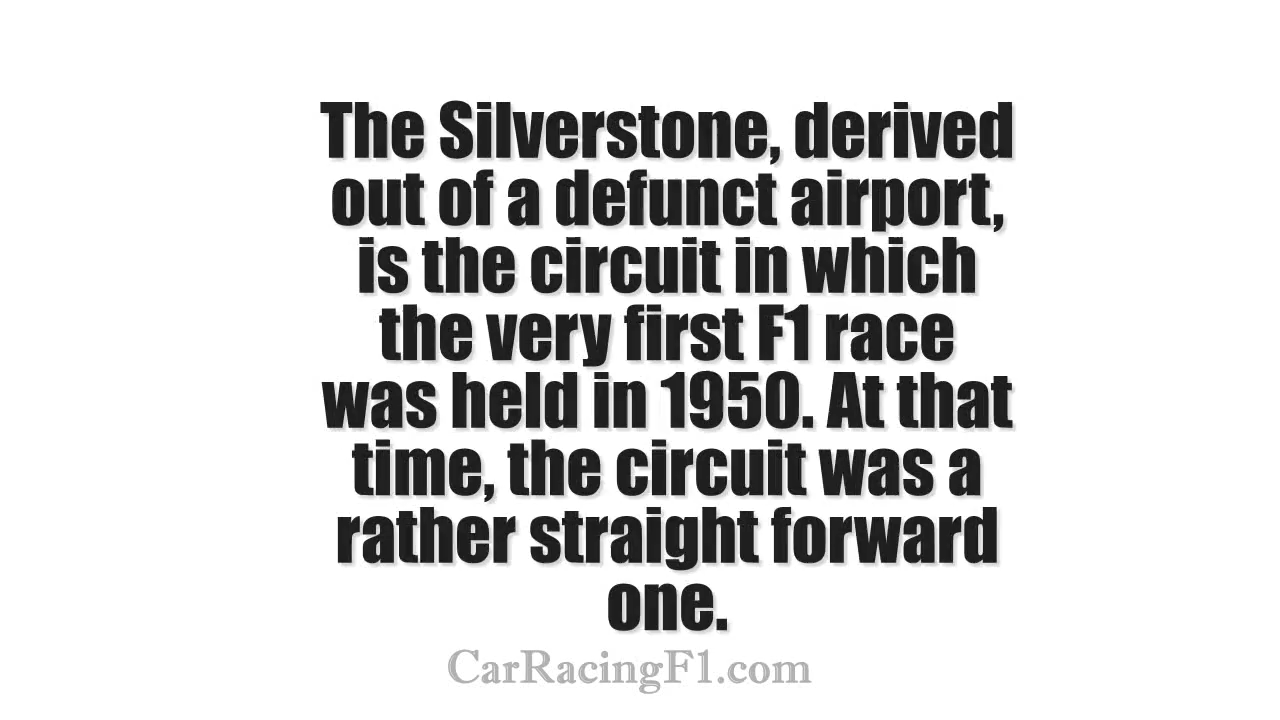 The Silverstone, derived
out of a defunct airport,
is the circuit in which
the very first F1 race
was held in 1950. At that
time, the circuit was a
rather straight forward
one.
CarRacingF1.com